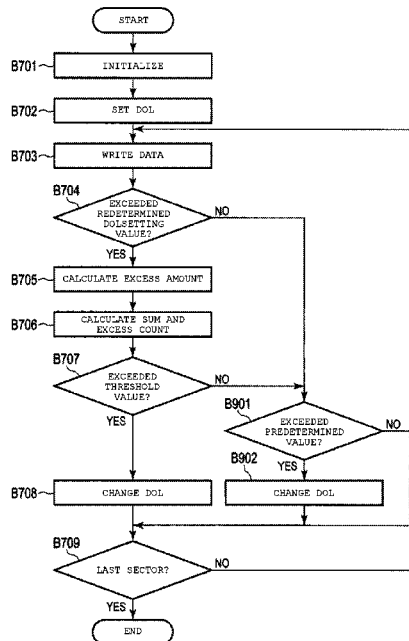 START
B701
INITIALIZE
B702
SET DOL
B703
WRITE DATA
B704
EXCEEDED
REDETERMINED
DOLSETTING
VALUE?
NO
YES
B705
CALCULATE EXCESS AMOUNT
B706
CALCULATE SUM AND
EXCESS COUNT
B707
EXCEEDED
THRESHOLD
VALUE?
NO
YES
B901
EXCEEDED
PREDETERMINED
VALUE?
NO
YES
B902
B708
CHANGE DOL
CHANGE DOL
B709
LAST SECTOR?
NO
YES
END